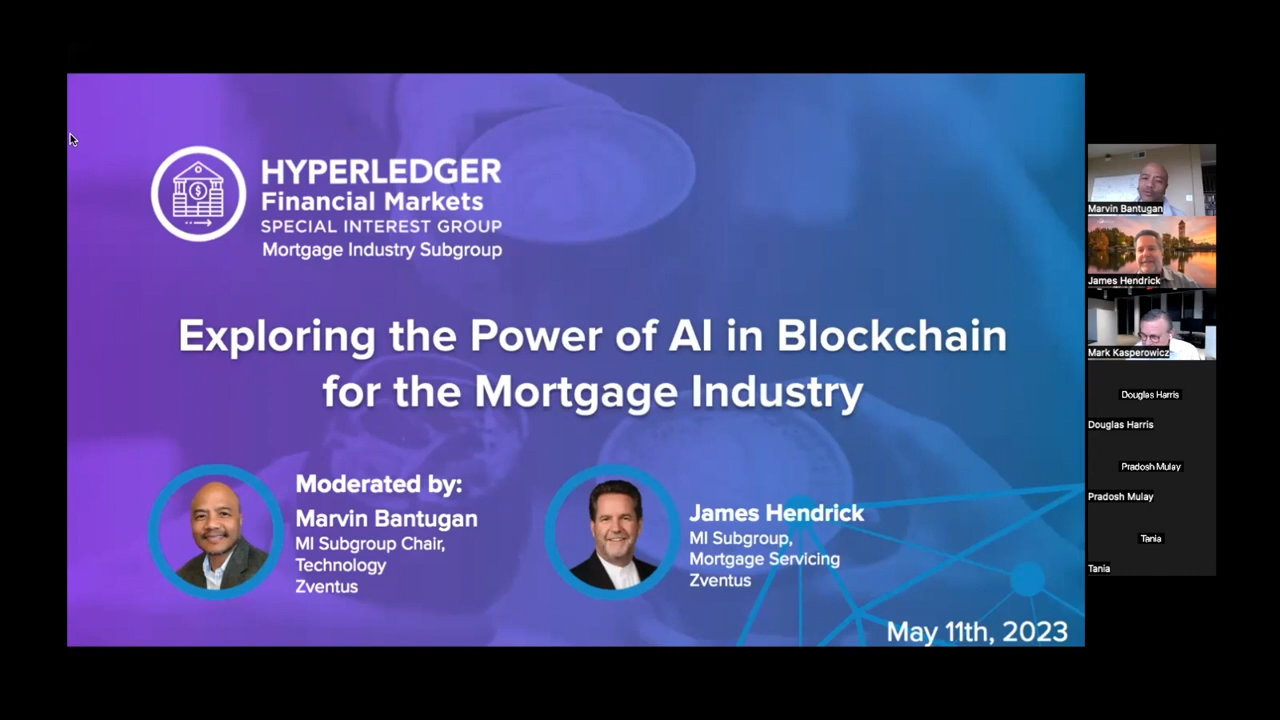 HYPERLEDGER
Financial Markets
SPECIAL INTEREST GROUP
Mortgage Industry Subgroup
Exploring the Power of AI in Blockchain
for the Mortgage Industry
Moderated by:
Marvin Bantugan
MI Subgroup Chair,
Technology
Zventus
James Hendrick
MI Subgroup,
Mortgage Servicing
Zventus
May 11th, 2023
Marvin Bantugan
James Hendrick
Mark Kasperowicz
Douglas Harris
Douglas Harris
Pradosh Mulay
Pradosh Mulay
Tania
Tania